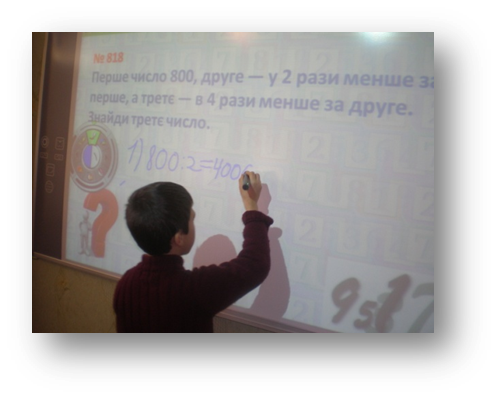 № 818
Перше число 800, друге — у 2 рази менше за
перше, а третє — в 4 рази менше за друге.
Знайди третє число.
1) 800:2=400